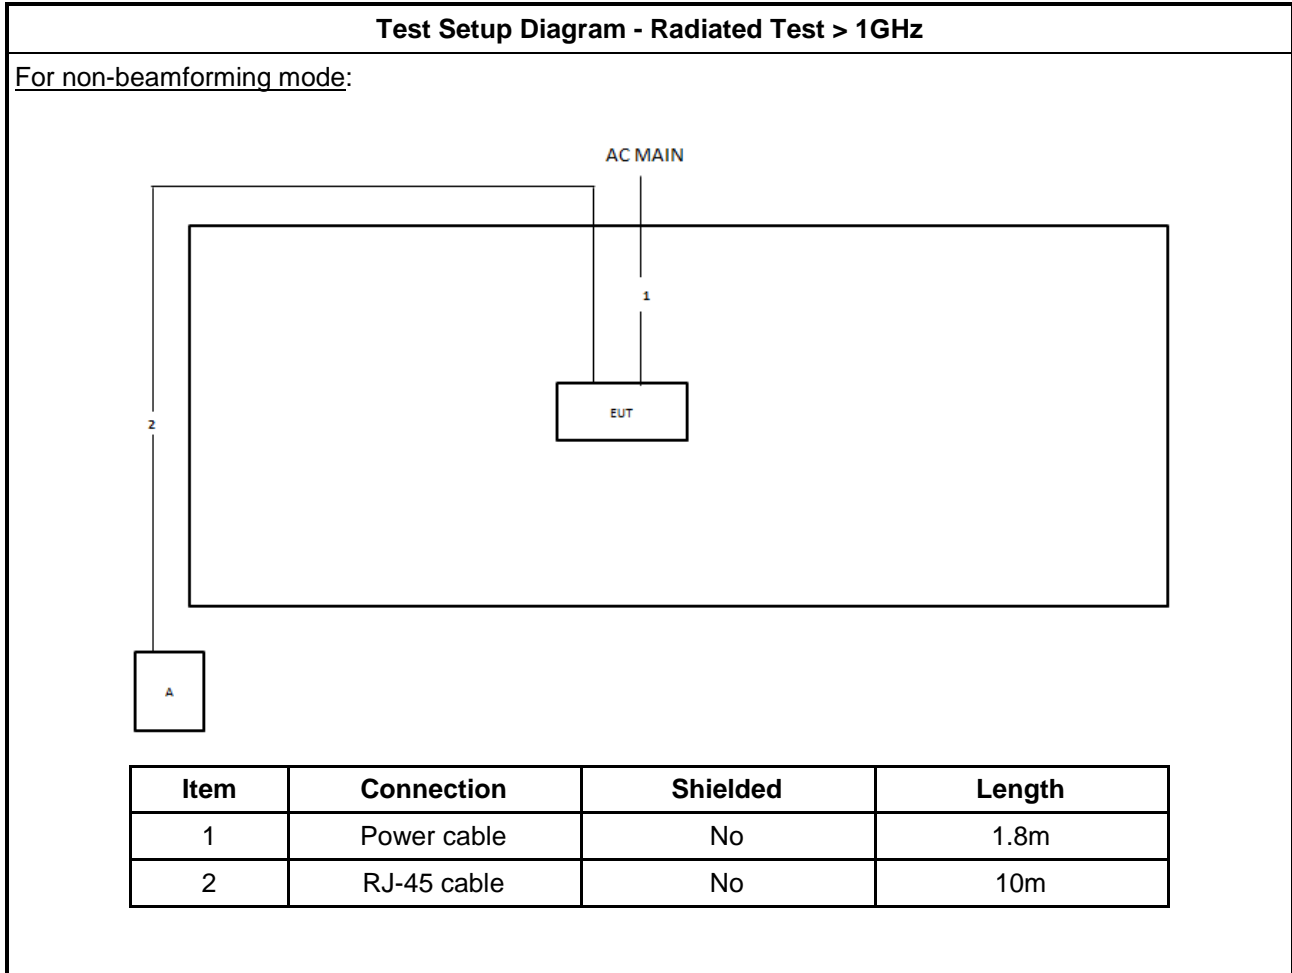 Test Setup Diagram - Radiated Test > 1GHz
For non-beamforming mode:
AC MAIN
1
EUT
2
A
Item Connection Shielded Length
1 Power cable No 1.8m
2 RJ-45 cable No 10m